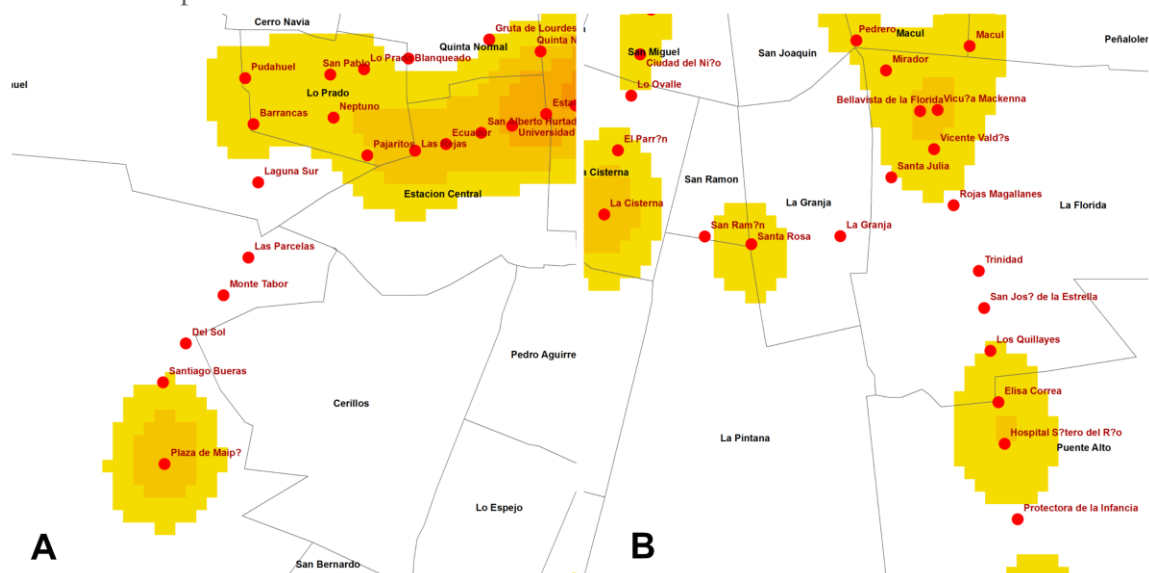 Cerro Navia
Gruta de Lourdes
Quinta Normal
Quinta N
Lo Prado
Blanqueado
San Pablo
Pudahuel
uel
Lo Prado
Neptuno
Barrancas
Esta
San Alberto Hurtad
Ecuador
Universidad
Pajaritos
Las Rejas
Laguna Sur
Estacion Central
Las Parcelas
Monte Tabor
Del Sol
Santiago Bueras
Pedro Aguirre
Cerillos
Plaza de Maip?
Lo Espejo
A
San Bernardo
Pedrero
Macul
Macul
Peñalolen
San Miguel
San Joaquin
Ciudad del Ni?o
Mirador
Lo Ovalle
Bellavista de la Florida
Vicu?a Mackenna
El Parr?n
Vicente Vald?s
n Cisterna
Santa Julia
San Ramon
La Granja
Rojas Magallanes
La Florida
La Cisterna
San Ram?n
Santa Rosa
La Granja
Trinidad
San Jos? de la Estrella
Los Quillayes
Elisa Correa
La Pintana
Hospital S?tero del R?o
Puente Alto
Protectora de la Infancia
B